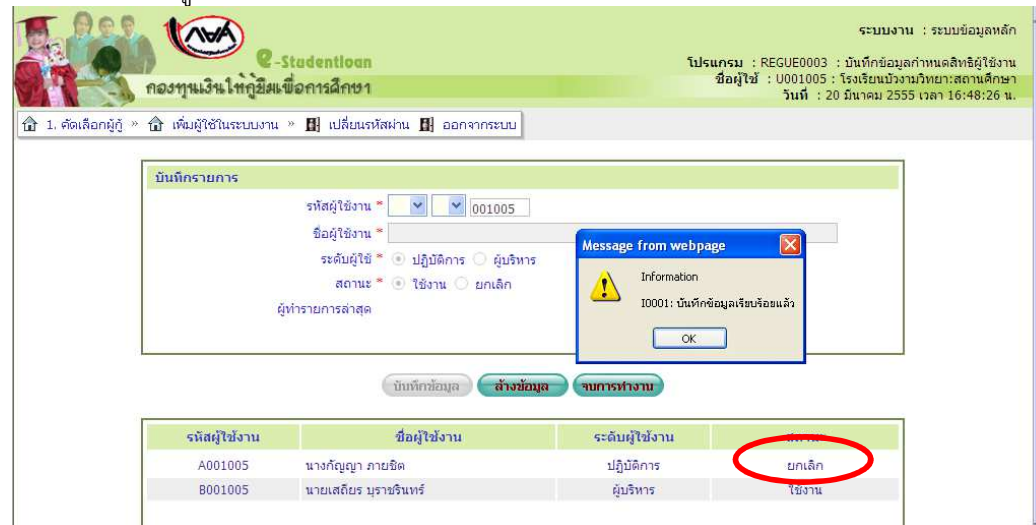 กยศ
e-Studentloan
กองทุนเงินให้กู้ยืมเพื่อการศึกษา
ระบบงาน : ระบบข้อมูลหลัก
โปรแกรม : REGUE0003 : บันทึกข้อมูลกำหนดสิทธิผู้ใช้งาน
ชื่อผู้ใช้ : U001005 : โรงเรียนบัวงามวิทยา:สถานศึกษา
วันที่ : 20 มีนาคม 2555 เวลา 16:48:26 น.
1. คัดเลือกผู้กู้ » เพิ่มผู้ใช้ในระบบงาน » เปลี่ยนรหัสผ่าน ออกจากระบบ
บันทึกรายการ
รหัสผู้ใช้งาน * 001005
ชื่อผู้ใช้งาน *
ระดับผู้ใช้ * ปฏิบัติการ ผู้บริหาร
สถานะ * ใช้งาน ยกเลิก
ผู้ทำรายการล่าสุด
Message from webpage
Information
I0001: บันทึกข้อมูลเรียบร้อยแล้ว
OK
บันทึกข้อมูล ล้างข้อมูล จบการทำงาน
รหัสผู้ใช้งาน ชื่อผู้ใช้งาน ระดับผู้ใช้งาน สถานะ
A001005 นางกัญญา ภายชิต ปฏิบัติการ ยกเลิก
B001005 นายเสถียร บุราชรินทร์ ผู้บริหาร ใช้งาน